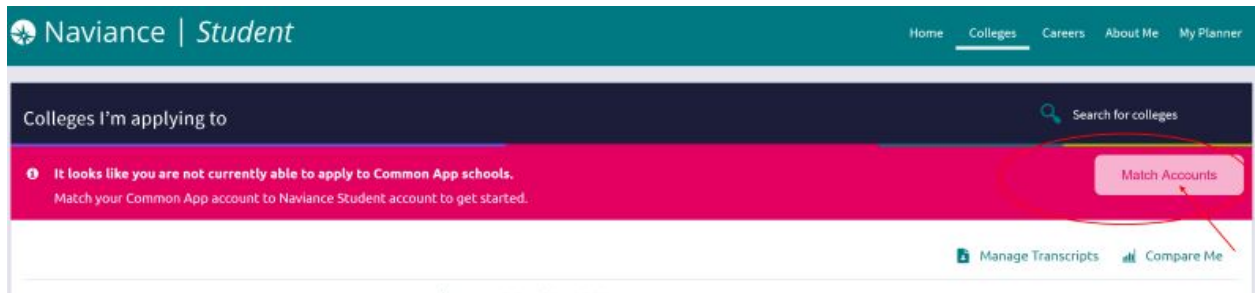 Naviance | Student
Home Colleges Careers About Me My Planner
Colleges I'm applying to
Search for colleges
It looks like you are not currently able to apply to Common App schools.
Match your Common App account to Naviance Student account to get started.
Match Accounts
Manage Transcripts Compare Me